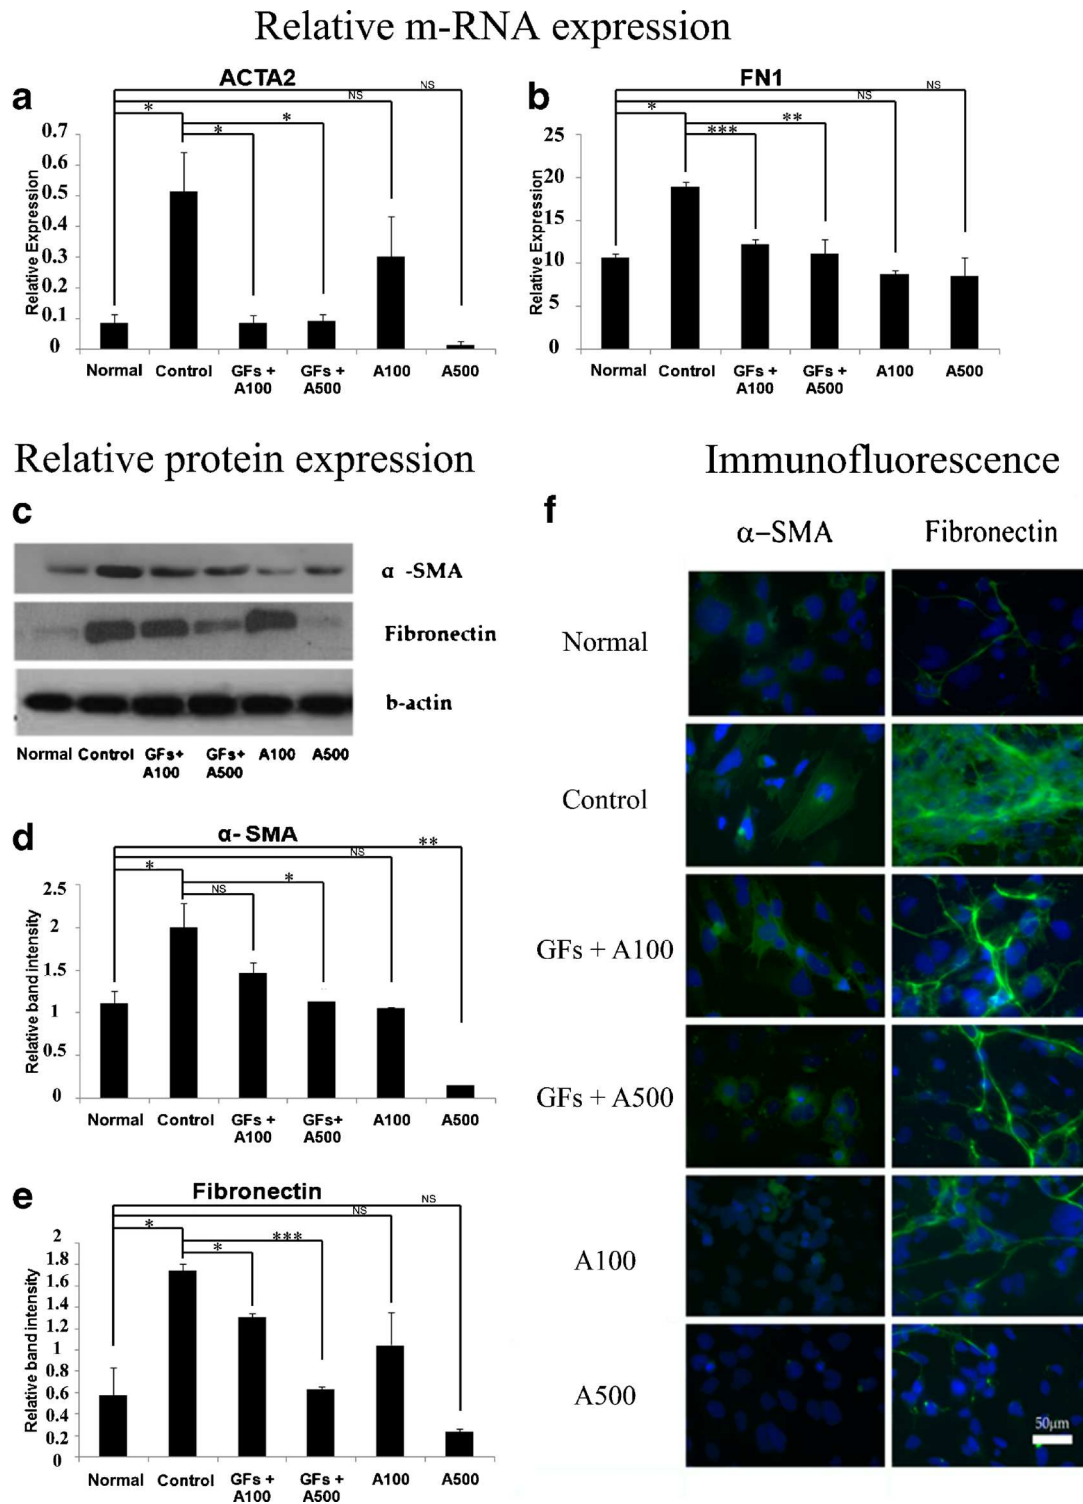 Relative m-RNA expression
a
ACTA2
NS
NS
*
*
*
Relative Expression
0.7
0.6
0.5
0.4
0.3
0.2
0.1
0
Normal Control GFs + A100 GFs + A500 A100 A500
b
FN1
NS
NS
*
**
***
Relative Expression
25
20
15
10
5
0
Normal Control GFs + A100 GFs + A500 A100 A500
Relative protein expression
c
α -SMA
Fibronectin
b-actin
Normal Control GFs+ A100 GFs+ A500 A100 A500
d
α- SMA
**
NS
*
*
NS
Relative band intensity
2.5
2
1.5
1
0.5
0
Normal Control GFs + A100 GFs+ A500 A100 A500
e
Fibronectin
NS
NS
*
***
*
Relative band intensity
2
1.8
1.6
1.4
1.2
1
0.8
0.6
0.4
0.2
0
Normal Control GFs + A100 GFs + A500 A100 A500
Immunofluorescence
f
α–SMA Fibronectin
Normal
Control
GFs + A100
GFs + A500
A100
A500
50μm